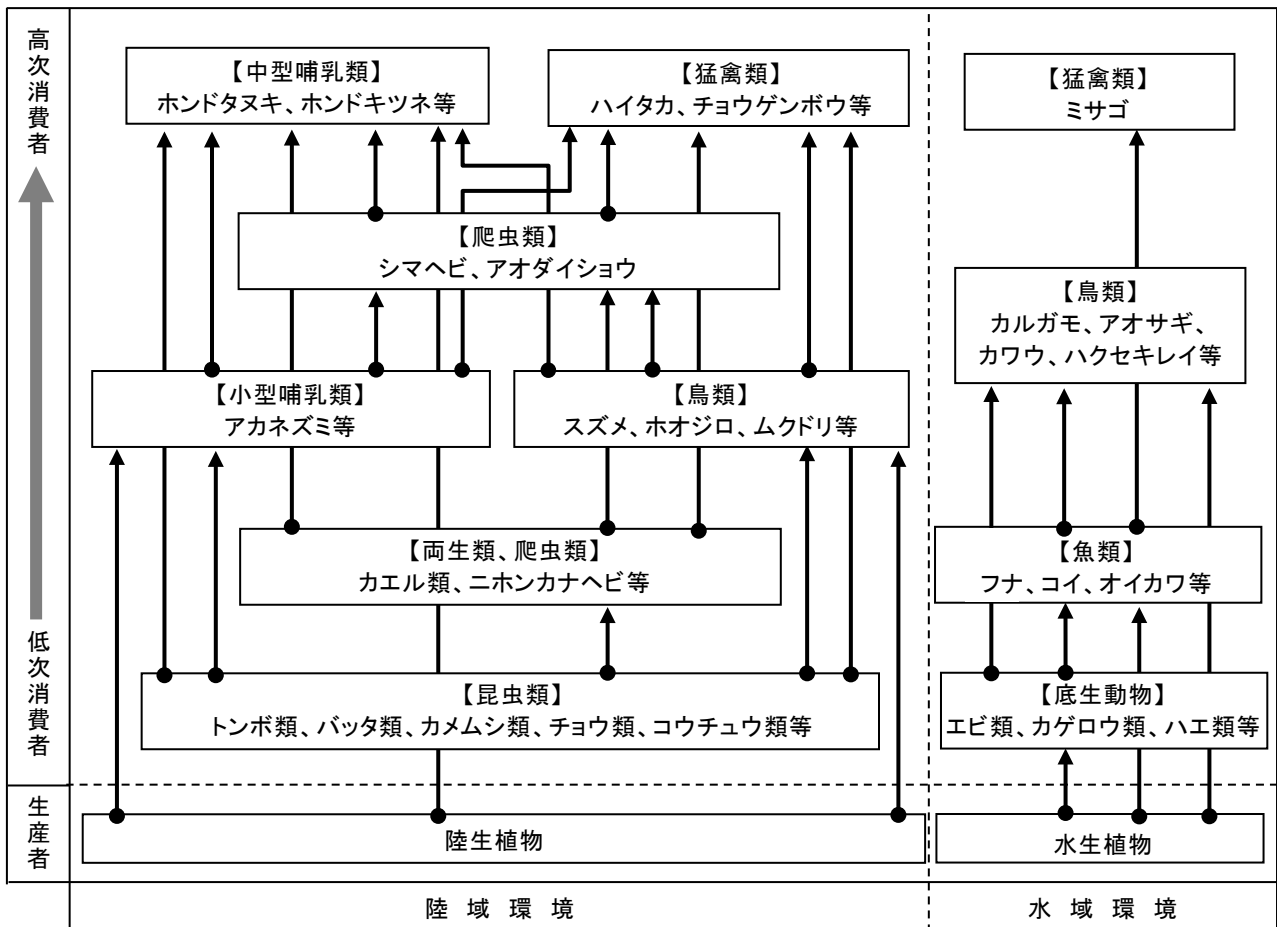 高次消費者
低次消費者
生産者
【中型哺乳類】
ホンドタヌキ、ホンドキツネ等
【猛禽類】
ハイタカ、チョウゲンボウ等
【爬虫類】
シマヘビ、アオダイショウ
【小型哺乳類】
アカネズミ等
【鳥類】
スズメ、ホオジロ、ムクドリ等
【両生類、爬虫類】
カエル類、ニホンカナヘビ等
【昆虫類】
トンボ類、バッタ類、カメムシ類、チョウ類、コウチュウ類等
陸生植物
陸域環境
【猛禽類】
ミサゴ
【鳥類】
カルガモ、アオサギ、
カワウ、ハクセキレイ等
【魚類】
フナ、コイ、オイカワ等
【底生動物】
エビ類、カゲロウ類、ハエ類等
水生植物
水域環境